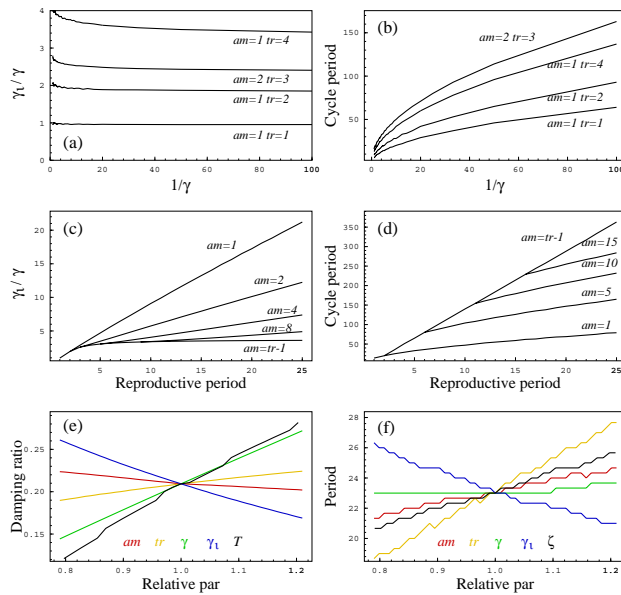 (a)
γι / γ
4
3
2
1
0
am=1 tr=4
am=2 tr=3
am=1 tr=2
am=1 tr=1
0 20 40 60 80 100
1/γ
(b)
Cycle period
150
100
50
0
am=2 tr=3
am=1 tr=4
am=1 tr=2
am=1 tr=1
0 20 40 60 80 100
1/γ
(c)
γι / γ
20
15
10
5
am=1
am=2
am=4
am=8
am=tr-1
5 10 15 20 25
Reproductive period
(d)
Cycle period
350
300
250
200
150
100
50
0
am=tr-1
am=15
am=10
am=5
am=1
5 10 15 20 25
Reproductive period
(e)
Damping ratio
0.25
0.20
0.15
am tr γ γι T
0.8 0.9 1.0 1.1 1.2
Relative par
(f)
Period
28
26
24
22
20
am tr γ γι ζ
0.8 0.9 1.0 1.1 1.2
Relative par